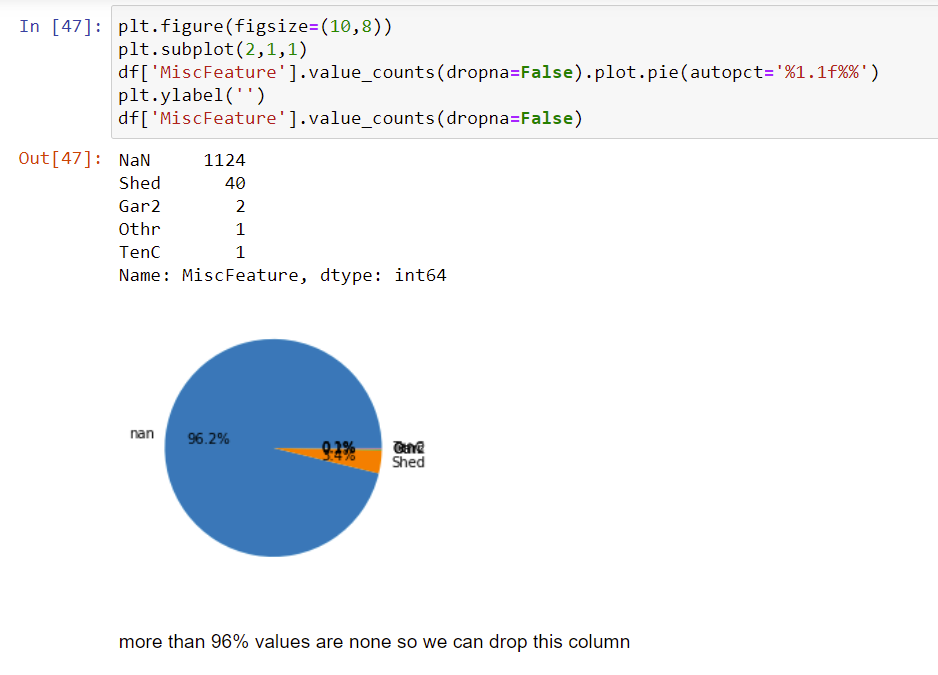 In [47]: plt.figure(figsize=(10,8))
plt.subplot(2,1,1)
df['MiscFeature'].value_counts(dropna=False).plot.pie(autopct='%1.1f%%')
plt.ylabel('')
df['MiscFeature'].value_counts(dropna=False)
Out[47]: NaN 1124
Shed 40
Gar2 2
Othr 1
TenC 1
Name: MiscFeature, dtype: int64
nan
96.2%
3.4%
Shed
more than 96% values are none so we can drop this column